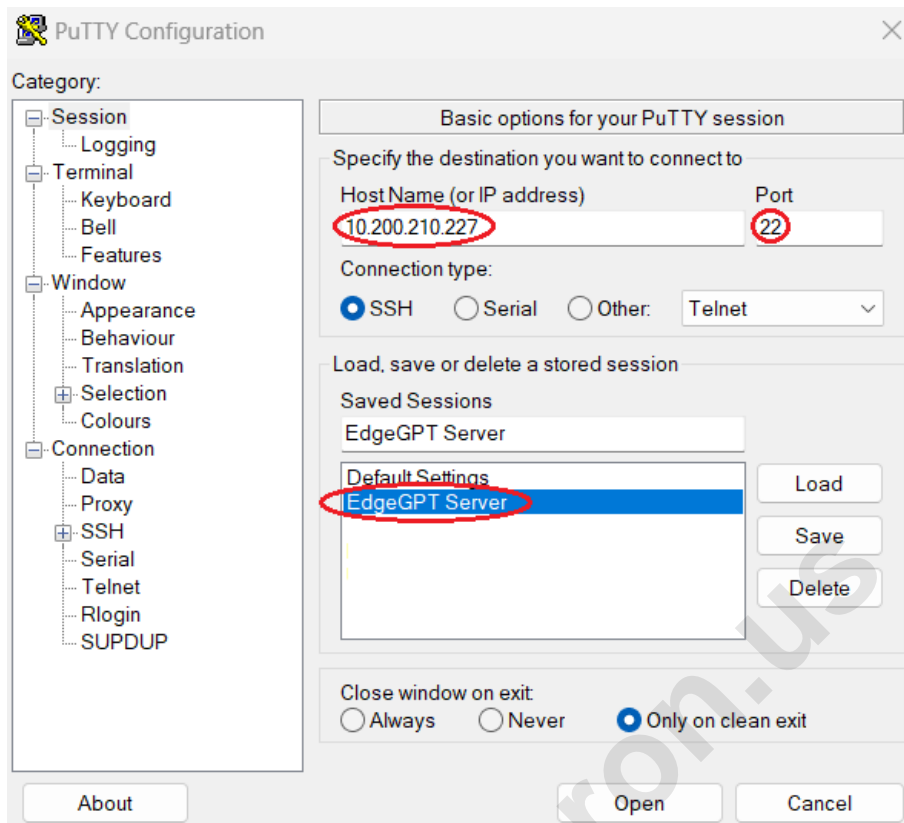 PuTTY Configuration
Category:
Session
Logging
Terminal
Keyboard
Bell
Features
Window
Appearance
Behaviour
Translation
Selection
Colours
Connection
Data
Proxy
SSH
Serial
Telnet
Rlogin
SUPDUP
Basic options for your PuTTY session
Specify the destination you want to connect to
Host Name (or IP address) Port
10.200.210.227 22
Connection type:
SSH Serial Other: Telnet
Load, save or delete a stored session
Saved Sessions
EdgeGPT Server
Default Settings
EdgeGPT Server
Load
Save
Delete
Close window on exit:
Always Never Only on clean exit
About Open Cancel
ron.us